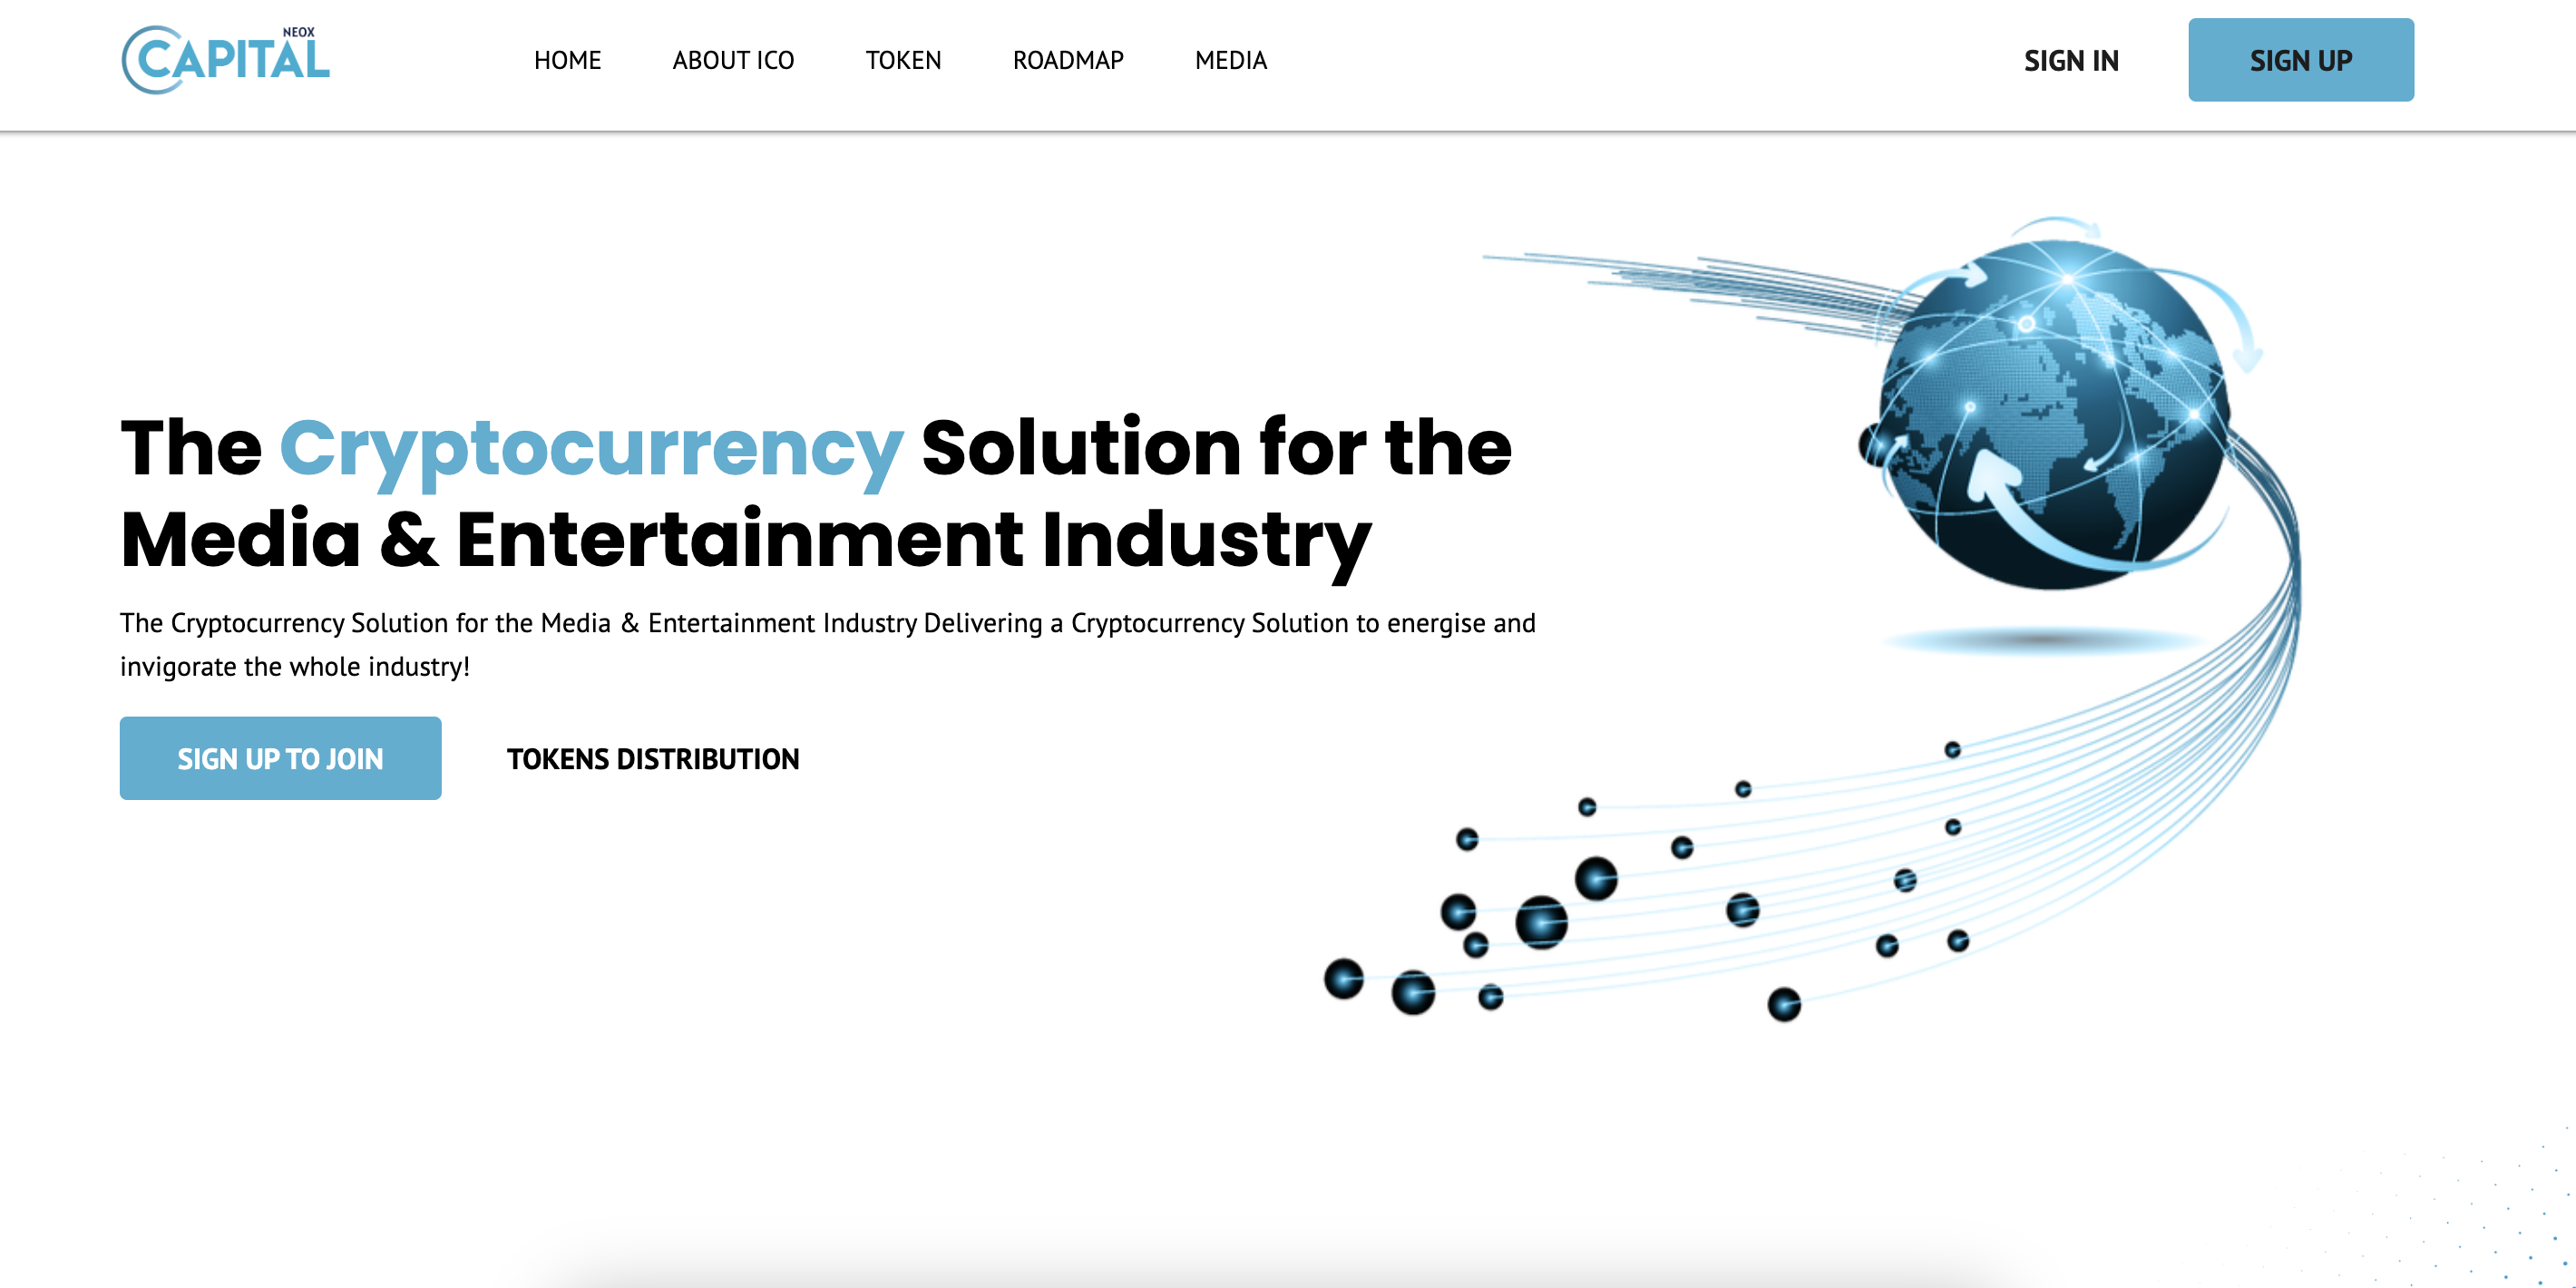 NEOX
CAPITAL
HOME
ABOUT ICO
TOKEN
ROADMAP
MEDIA
SIGN IN
SIGN UP
The Cryptocurrency Solution for the
Media & Entertainment Industry
The Cryptocurrency Solution for the Media & Entertainment Industry Delivering a Cryptocurrency Solution to energise and
invigorate the whole industry!
SIGN UP TO JOIN
TOKENS DISTRIBUTION